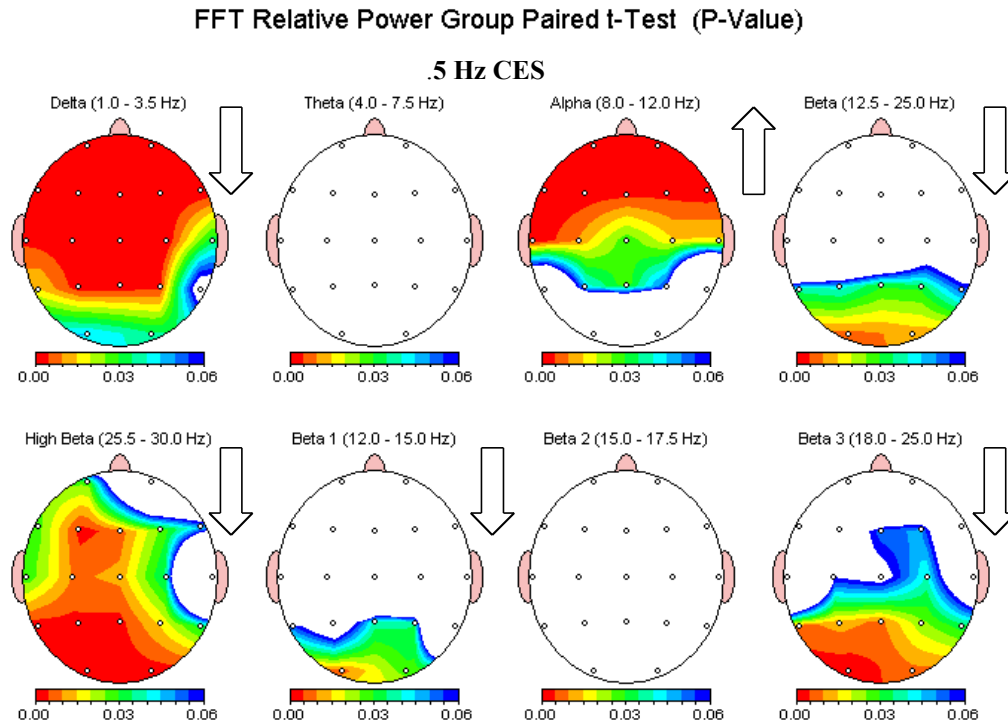 FFT Relative Power Group Paired t-Test (P-Value)
.5 Hz CES
Delta (1.0 - 3.5 Hz)
Theta (4.0 - 7.5 Hz)
Alpha (8.0 - 12.0 Hz)
Beta (12.5 - 25.0 Hz)
0.00 0.03 0.06
0.00 0.03 0.06
0.00 0.03 0.06
0.00 0.03 0.06
High Beta (25.5 - 30.0 Hz)
Beta 1 (12.0 - 15.0 Hz)
Beta 2 (15.0 - 17.5 Hz)
Beta 3 (18.0 - 25.0 Hz)
0.00 0.03 0.06
0.00 0.03 0.06
0.00 0.03 0.06
0.00 0.03 0.06